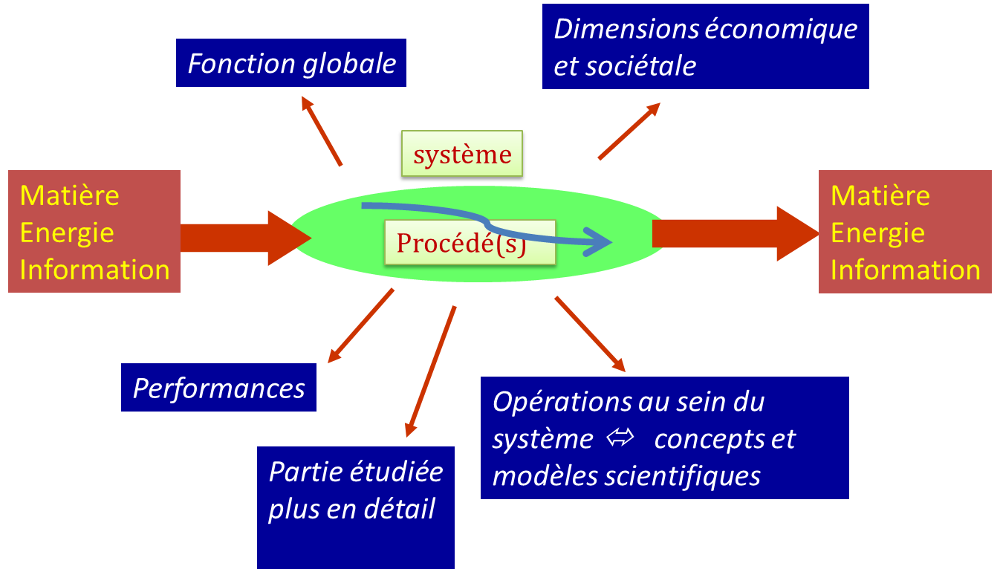 Fonction globale
Dimensions économique
et sociétale
système
Matière
Energie
Information
Procédé(s)
Matière
Energie
Information
Performances
Partie étudiée
plus en détail
Opérations au sein du
système ⬄ concepts et
modèles scientifiques